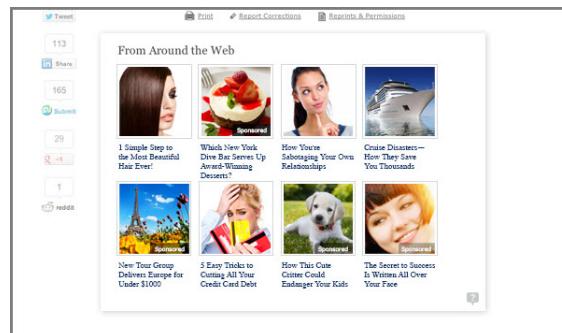 Tweet
Print
Report Corrections
Reprints & Permissions
113
Share
165
Submit
29
+1
1
reddit
From Around the Web
Sponsored
1 Simple Step to
the Most Beautiful
Hair Ever!
Which New York
Dive Bar Serves Up
Award-Winning
Desserts?
How You're
Sabotaging Your Own
Relationships
Cruise Disasters—
How They Save
You Thousands
Sponsored
Sponsored
Sponsored
New Tour Group
Delivers Europe for
Under $1000
5 Easy Tricks to
Cutting All Your
Credit Card Debt
How This Cute
Critter Could
Endanger Your Kids
The Secret to Success
Is Written All Over
Your Face
?